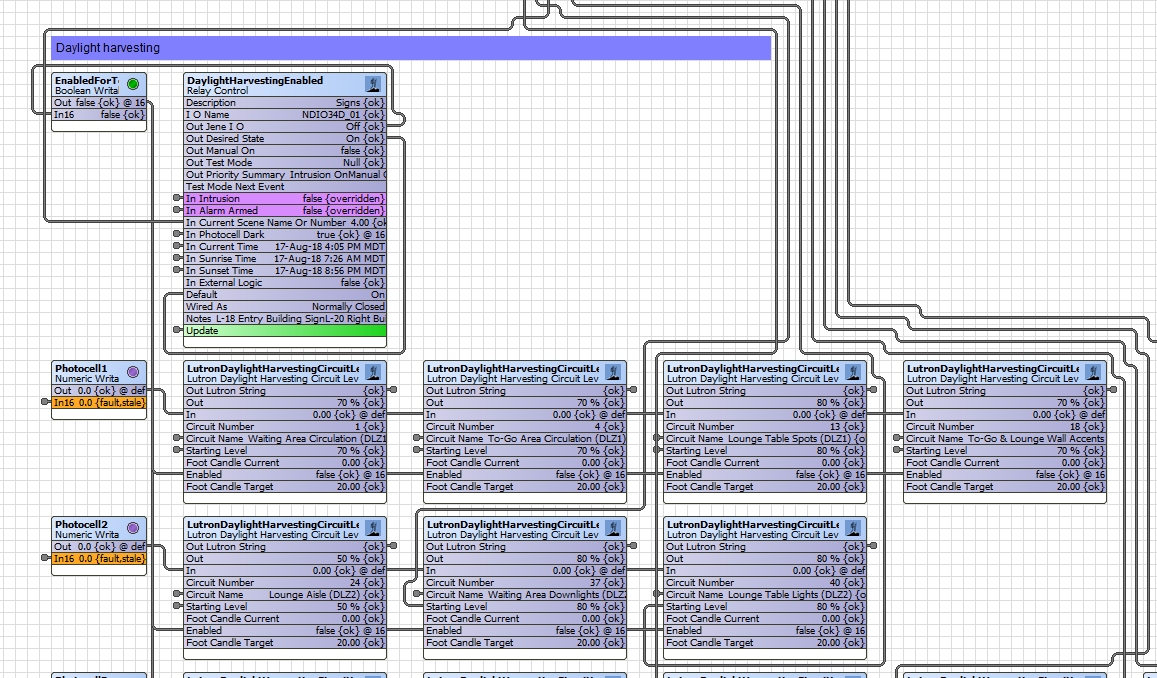 Daylight harvesting
EnabledForT
Boolean Writal
Out false {ok} @ 16
In16 false {ok}
DaylightHarvestingEnabled
Relay Control
Description Signs {ok}
I O Name NDIO34D_01 {ok}
Out Jene I O Off {ok}
Out Desired State On {ok}
Out Manual On false {ok}
Out Test Mode Null {ok}
Out Priority Summary Intrusion OnManual
Test Mode Next Event
In Intrusion false {overridden}
In Alarm Armed false {overridden}
In Current Scene Name Or Number 4.00 {ok
In Photocell Dark true {ok} @ 16
In Current Time 17-Aug-18 4:05 PM MDT
In Sunrise Time 17-Aug-18 7:26 AM MDT
In Sunset Time 17-Aug-18 8:56 PM MDT
In External Logic false {ok}
Default On
Wired As Normally Closed
Notes L-18 Entry Building SignL-20 Right Bu
Update
Photocell1
Numeric Writa
Out 0.0 {ok} @ def
In16 0.0 {fault,stale}
LutronDaylightHarvestingCircuitLe
Lutron Daylight Harvesting Circuit Lev
Out Lutron String {ok}
Out 70 % {ok}
In 0.00 {ok} @ def
Circuit Number 1 {ok}
Circuit Name Waiting Area Circulation (DLZ1)
Starting Level 70 % {ok}
Foot Candle Current 0.00 {ok}
Enabled false {ok} @ 16
Foot Candle Target 20.00 {ok}
LutronDaylightHarvestingCircuitLe
Lutron Daylight Harvesting Circuit Lev
Out Lutron String {ok}
Out 70 % {ok}
In 0.00 {ok} @ def
Circuit Number 4 {ok}
Circuit Name To-Go Area Circulation (DLZ1)
Starting Level 70 % {ok}
Foot Candle Current 0.00 {ok}
Enabled false {ok} @ 16
Foot Candle Target 20.00 {ok}
LutronDaylightHarvestingCircuitLe
Lutron Daylight Harvesting Circuit Lev
Out Lutron String {ok}
Out 80 % {ok}
In 0.00 {ok} @ def
Circuit Number 13 {ok}
Circuit Name Lounge Table Spots (DLZ1) {o
Starting Level 80 % {ok}
Foot Candle Current 0.00 {ok}
Enabled false {ok} @ 16
Foot Candle Target 20.00 {ok}
LutronDaylightHarvestingCircuitLe
Lutron Daylight Harvesting Circuit Lev
Out Lutron String {ok}
Out 70 % {ok}
In 0.00 {ok} @ def
Circuit Number 18 {ok}
Circuit Name To-Go & Lounge Wall Accents
Starting Level 70 % {ok}
Foot Candle Current 0.00 {ok}
Enabled false {ok} @ 16
Foot Candle Target 20.00 {ok}
Photocell2
Numeric Writa
Out 0.0 {ok} @ def
In16 0.0 {fault,stale}
LutronDaylightHarvestingCircuitLe
Lutron Daylight Harvesting Circuit Lev
Out Lutron String {ok}
Out 50 % {ok}
In 0.00 {ok} @ def
Circuit Number 24 {ok}
Circuit Name Lounge Aisle (DLZ2) {ok}
Starting Level 50 % {ok}
Foot Candle Current 0.00 {ok}
Enabled false {ok} @ 16
Foot Candle Target 20.00 {ok}
LutronDaylightHarvestingCircuitLe
Lutron Daylight Harvesting Circuit Lev
Out Lutron String {ok}
Out 80 % {ok}
In 0.00 {ok} @ def
Circuit Number 37 {ok}
Circuit Name Waiting Area Downlights (DLZ2
Starting Level 80 % {ok}
Foot Candle Current 0.00 {ok}
Enabled false {ok} @ 16
Foot Candle Target 20.00 {ok}
LutronDaylightHarvestingCircuitLe
Lutron Daylight Harvesting Circuit Lev
Out Lutron String {ok}
Out 80 % {ok}
In 0.00 {ok} @ def
Circuit Number 40 {ok}
Circuit Name Lounge Table Lights (DLZ2) {o
Starting Level 80 % {ok}
Foot Candle Current 0.00 {ok}
Enabled false {ok} @ 16
Foot Candle Target 20.00 {ok}